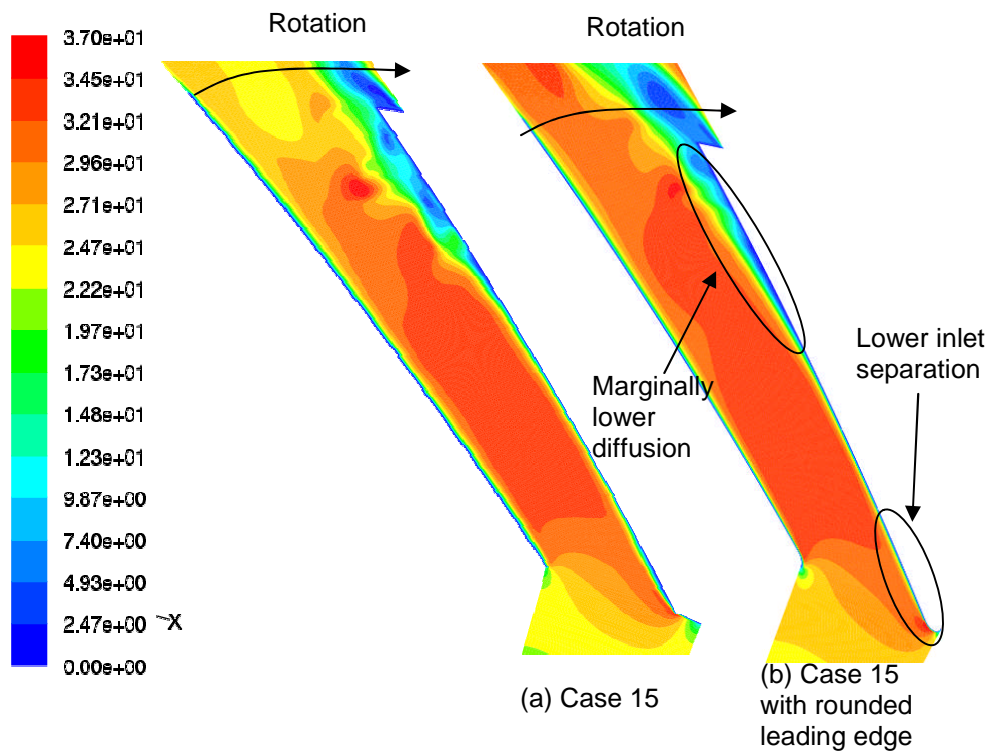 Rotation
Rotation
3.70e+01
3.45e+01
3.21e+01
2.96e+01
2.71e+01
2.47e+01
2.22e+01
1.97e+01
1.73e+01
1.48e+01
1.23e+01
9.87e+00
7.40e+00
4.93e+00
2.47e+00
0.00e+00
X
Marginally
lower
diffusion
Lower inlet
separation
(a) Case 15
(b) Case 15
with rounded
leading edge